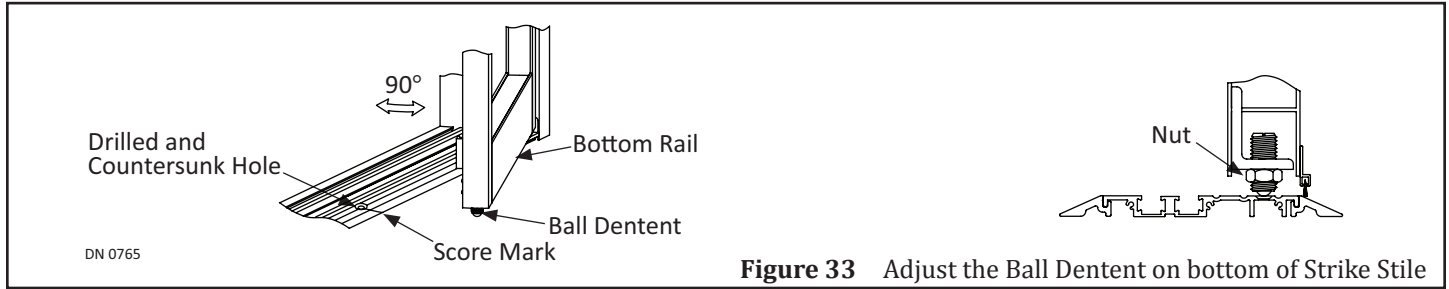 90°
Drilled and
Countersunk Hole
Bottom Rail
Ball Dentent
Score Mark
DN 0765
Nut
Figure 33 Adjust the Ball Dentent on bottom of Strike Stile